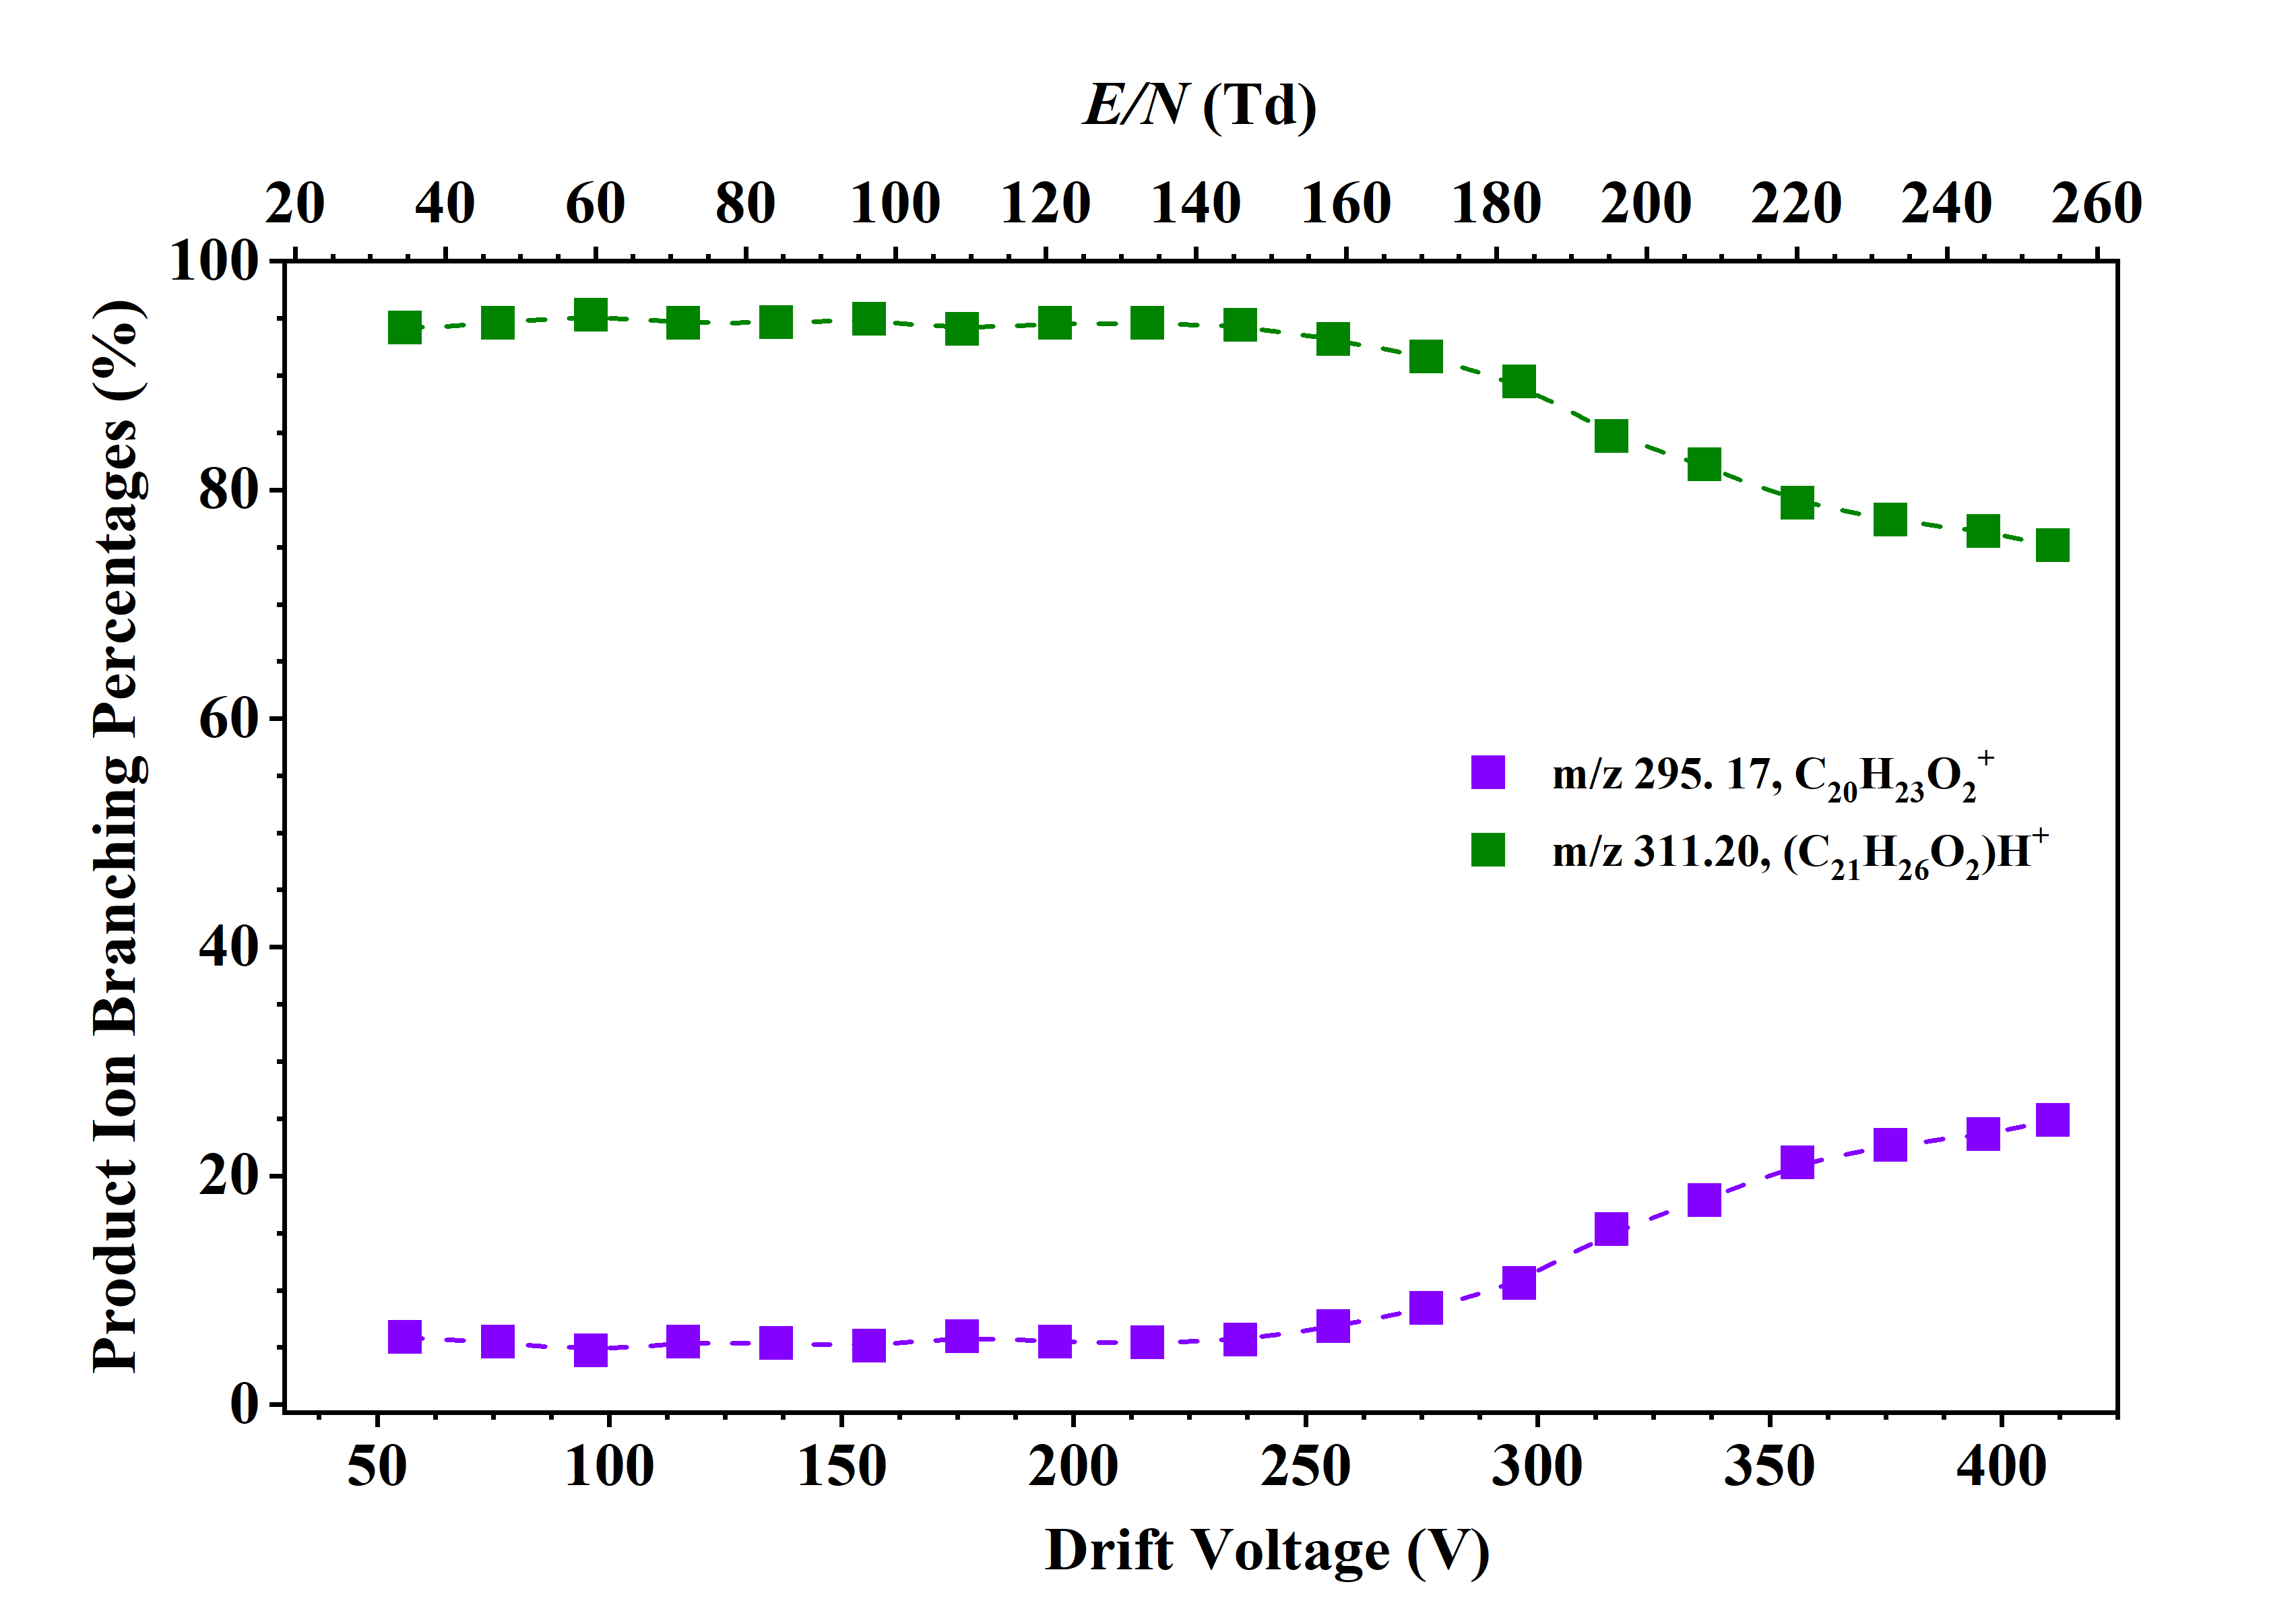 E/N (Td)
20 40 60 80 100 120 140 160 180 200 220 240 260
Product Ion Branching Percentages (%)
100
80
60
40
20
0
m/z 295. 17, C₂₀H₂₃O₂⁺
m/z 311.20, (C₂₁H₂₆O₂)H⁺
50 100 150 200 250 300 350 400
Drift Voltage (V)